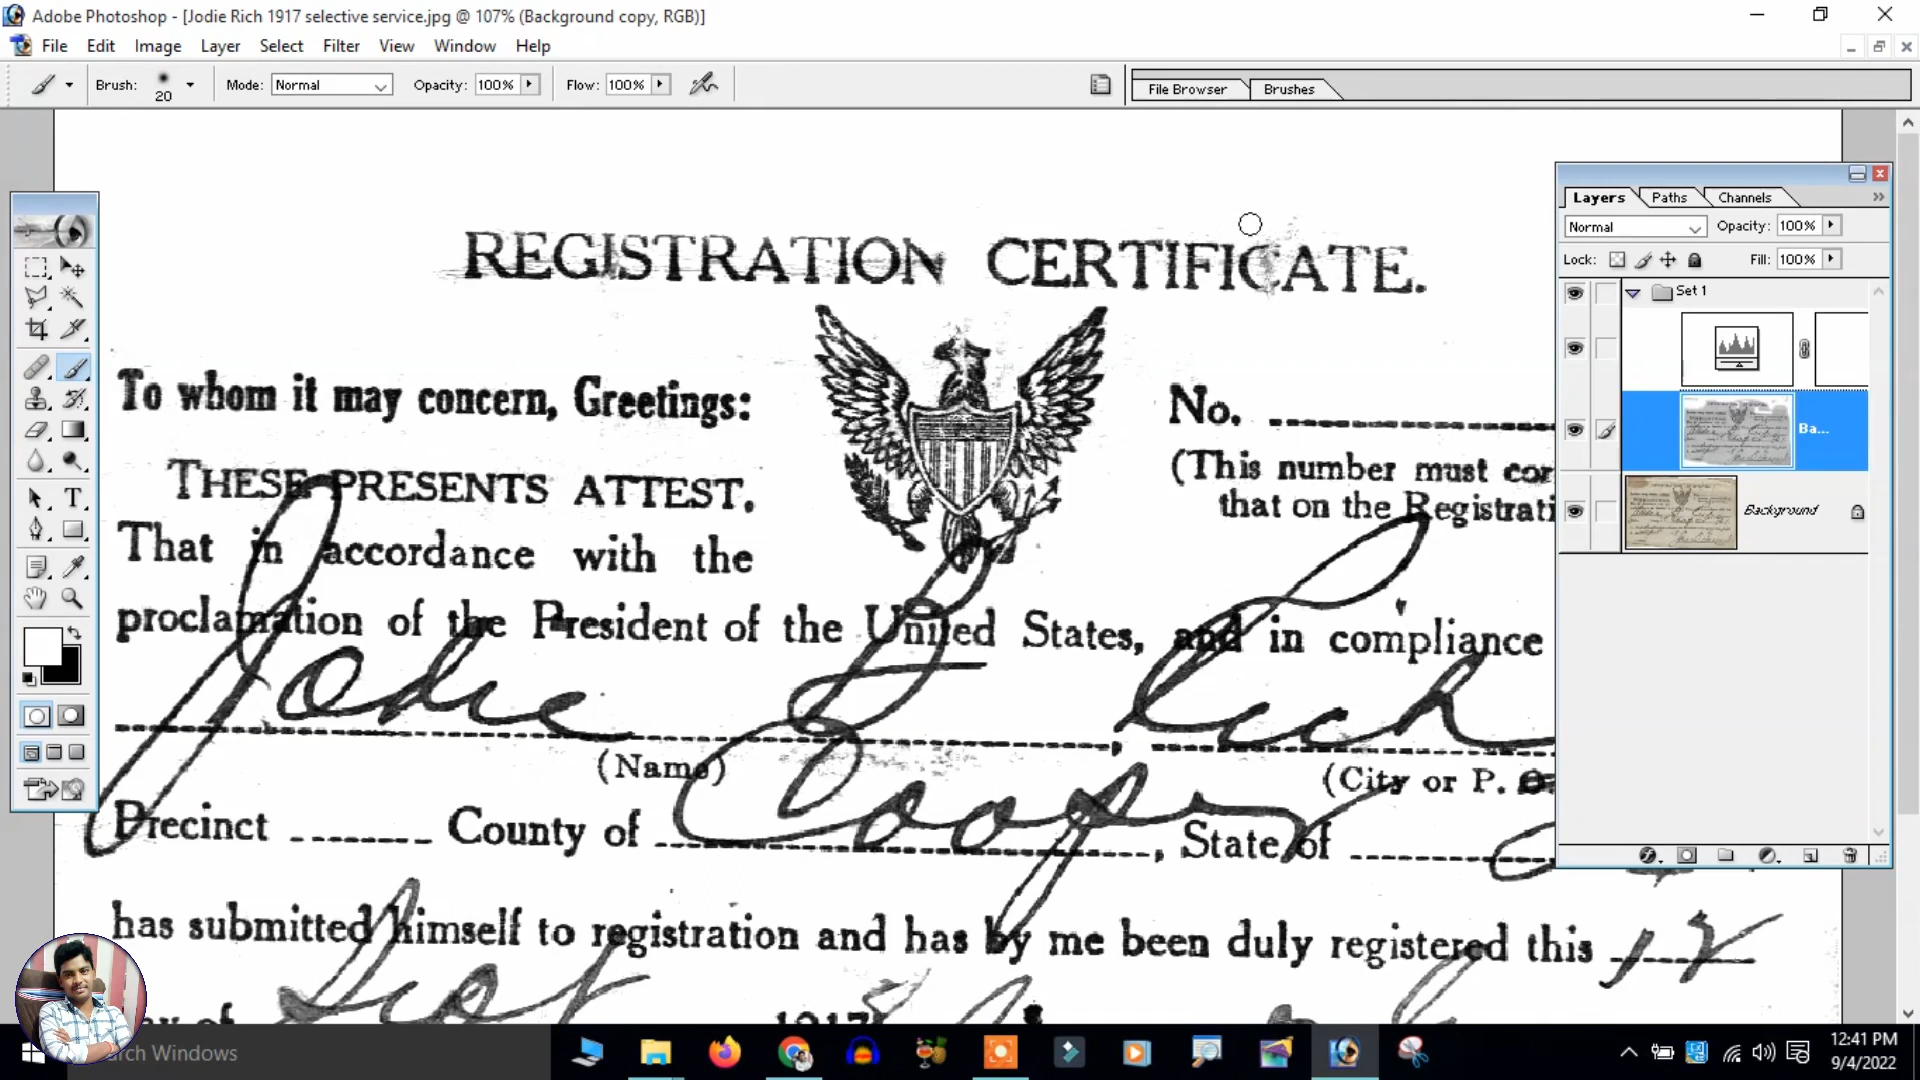 Adobe Photoshop - [Jodie Rich 1917 selective service.jpg @ 107% (Background copy, RGB)]
File Edit Image Layer Select Filter View Window Help
Brush: 20 Mode: Normal Opacity: 100% Flow: 100%
File Browser Brushes
Layers Paths Channels
Normal Opacity: 100%
Lock: Fill: 100%
Set 1
Ba...
Background
REGISTRATION CERTIFICATE.
To whom it may concern, Greetings:
No.
THESE PRESENTS ATTEST.
(This number must cor
that on the Registrati
That in accordance with the
proclamation of the President of the United States, and in compliance
Jodie Rich
(Name)
(City or P. O.
Precinct County of Cooper, State of
has submitted himself to registration and has by me been duly registered this 12
of Sept 1917
arch Windows
12:41 PM
9/4/2022